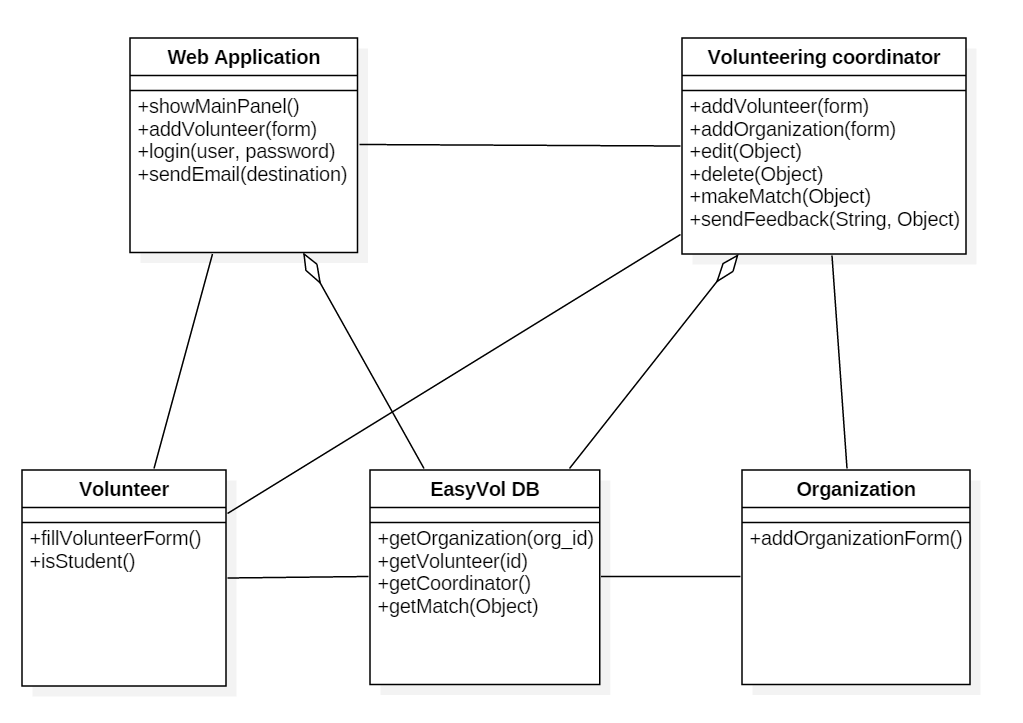 Web Application
+showMainPanel()
+addVolunteer(form)
+login(user, password)
+sendEmail(destination)
Volunteering coordinator
+addVolunteer(form)
+addOrganization(form)
+edit(Object)
+delete(Object)
+makeMatch(Object)
+sendFeedback(String, Object)
Volunteer
+fillVolunteerForm()
+isStudent()
EasyVol DB
+getOrganization(org_id)
+getVolunteer(id)
+getCoordinator()
+getMatch(Object)
Organization
+addOrganizationForm()